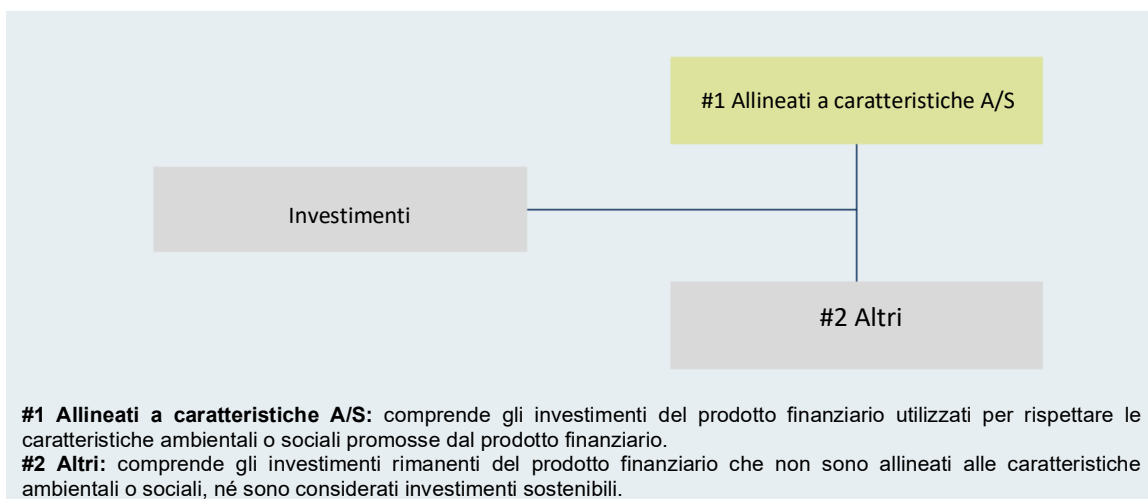 #1 Allineati a caratteristiche A/S
Investimenti
#2 Altri
#1 Allineati a caratteristiche A/S: comprende gli investimenti del prodotto finanziario utilizzati per rispettare le
caratteristiche ambientali o sociali promosse dal prodotto finanziario.
#2 Altri: comprende gli investimenti rimanenti del prodotto finanziario che non sono allineati alle caratteristiche
ambientali o sociali, né sono considerati investimenti sostenibili.